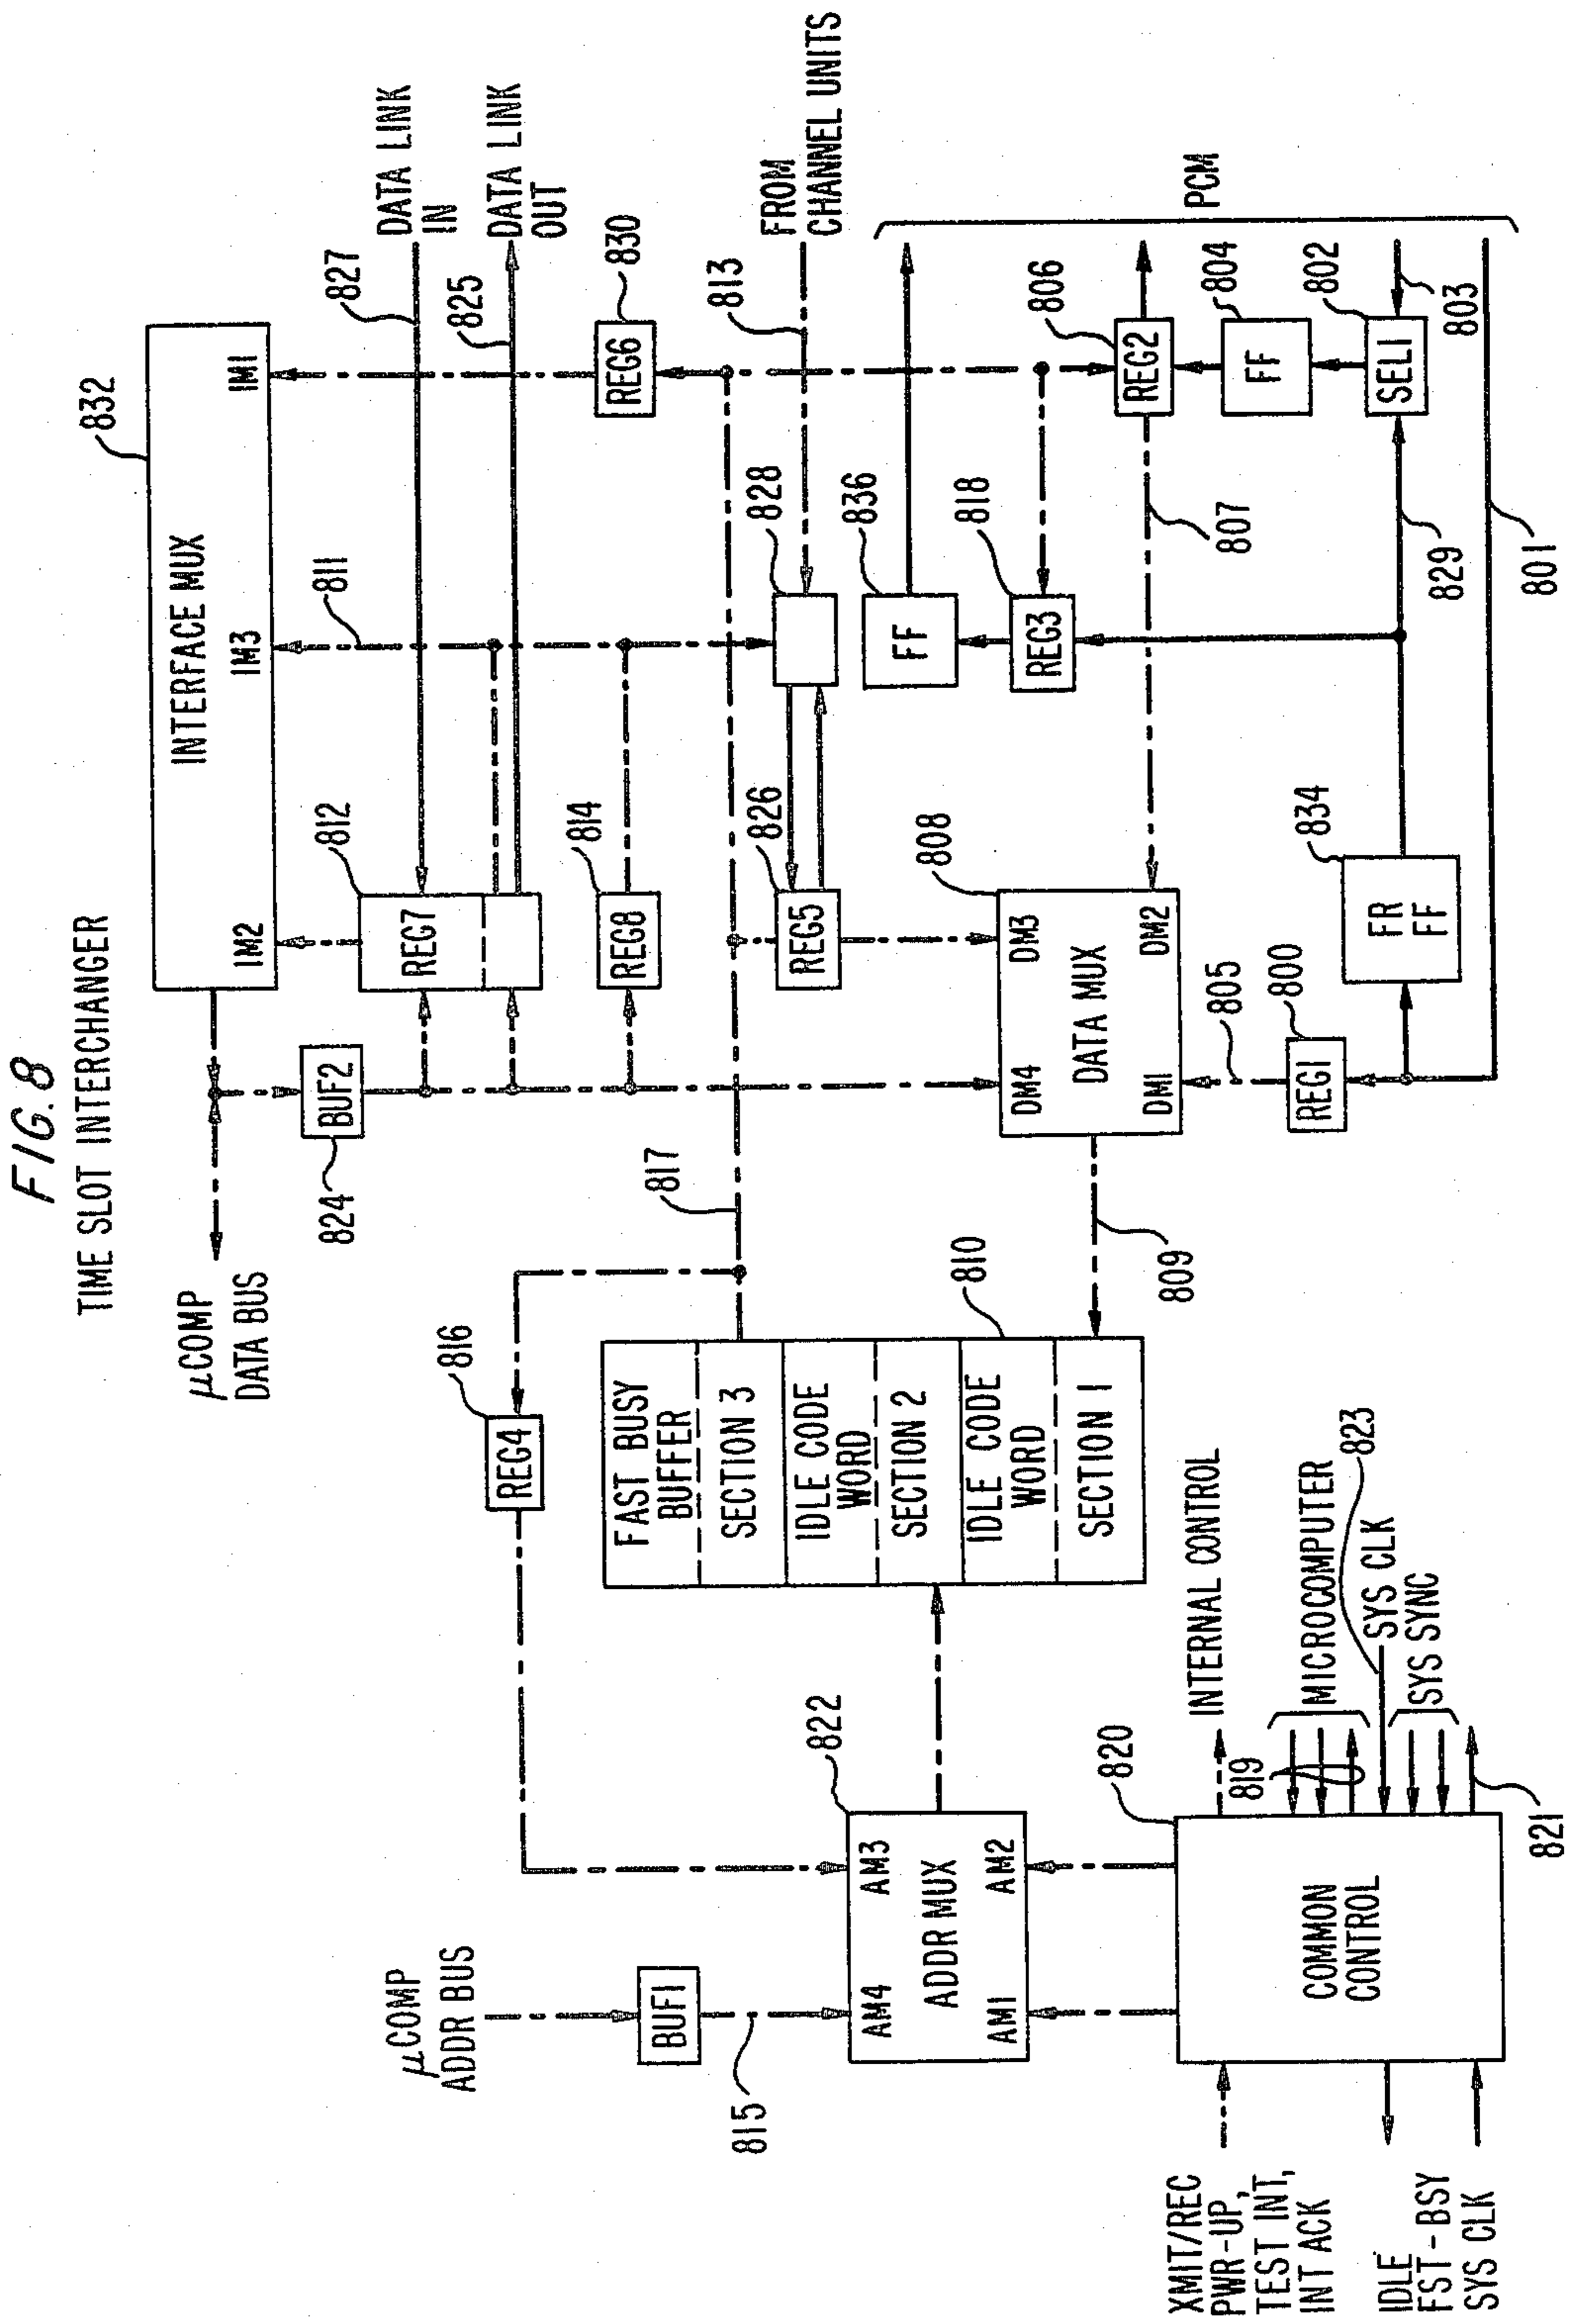 FIG. 8
TIME SLOT INTERCHANGER
μCOMP
DATA BUS
832
INTERFACE MUX
IM2
IM3
IM1
BUF2
824
812
REG7
811
827
DATA LINK
IN
825
DATA LINK
OUT
814
REG8
REG6
830
816
REG4
817
826
REG5
828
813
FROM
CHANNEL UNITS
FAST BUSY
BUFFER
SECTION 3
IDLE CODE
WORD
SECTION 2
IDLE CODE
WORD
SECTION 1
810
809
808
DM4
DM3
DATA MUX
DM1
DM2
836
FF
818
REG3
807
806
REG2
804
FF
802
SEL1
803
PCM
805
800
REG1
834
FR
FF
829
801
μCOMP
ADDR BUS
BUF1
815
822
AM4
AM3
ADDR MUX
AM1
AM2
820
COMMON
CONTROL
INTERNAL CONTROL
819
MICROCOMPUTER
823
SYS CLK
SYS SYNC
821
XMIT/REC
PWR-UP,
TEST INT,
INT ACK
IDLE
FST-BSY
SYS CLK